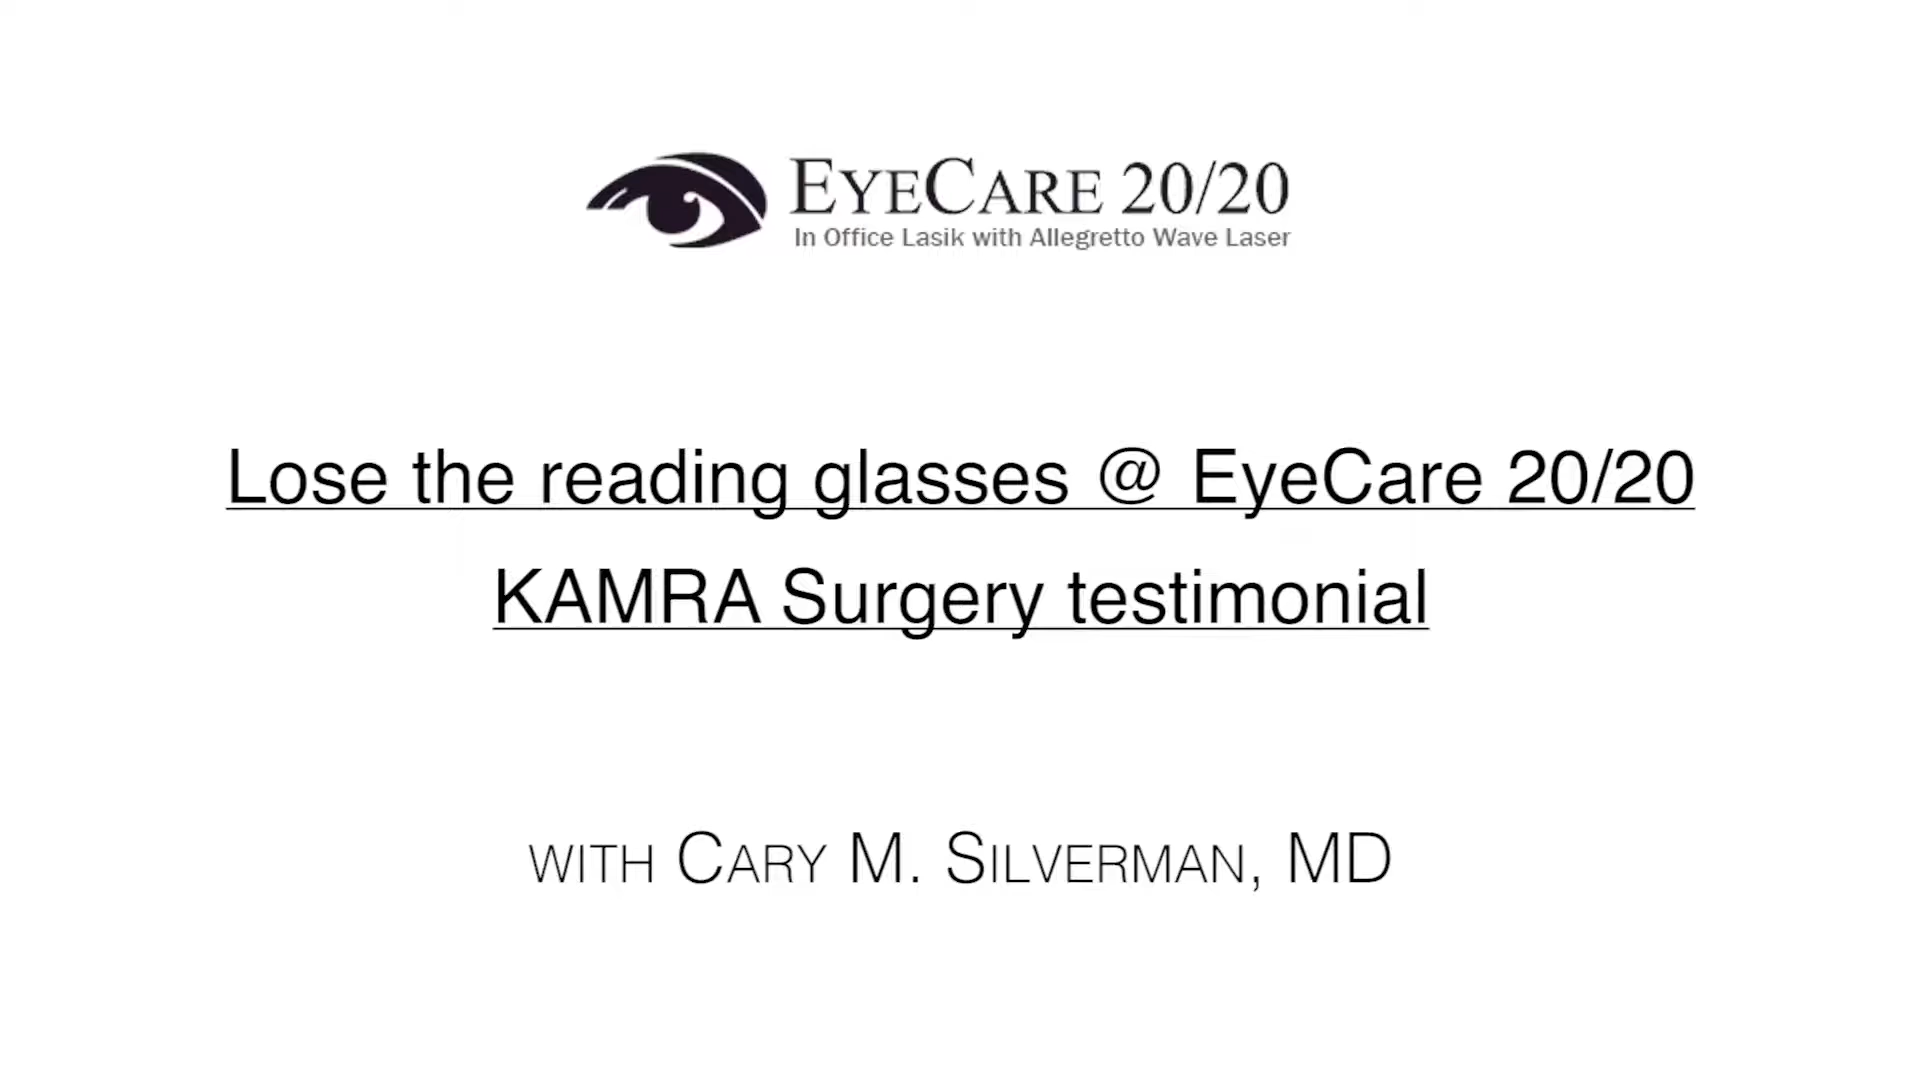 EYECARE 20/20
In Office Lasik with Allegretto Wave Laser
Lose the reading glasses @ EyeCare 20/20
KAMRA Surgery testimonial
WITH CARY M. SILVERMAN, MD